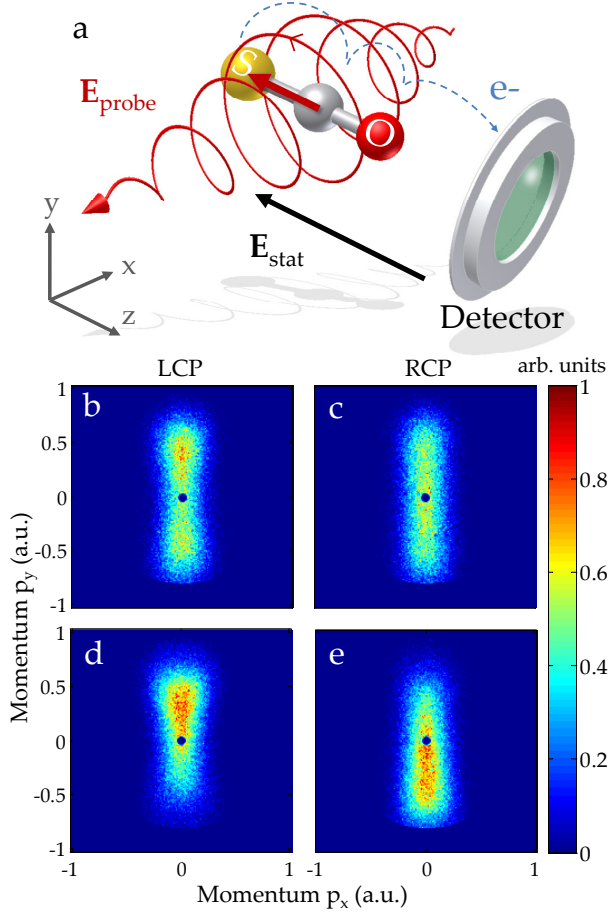 a
S
O
E_probe
e-
E_stat
y
x
z
Detector
LCP
RCP
arb. units
b
c
d
e
1
0.5
0
-0.5
-1
1
0.5
0
-0.5
-1
Momentum p_y (a.u.)
-1
0
1
-1
0
1
Momentum p_x (a.u.)
1
0.8
0.6
0.4
0.2
0